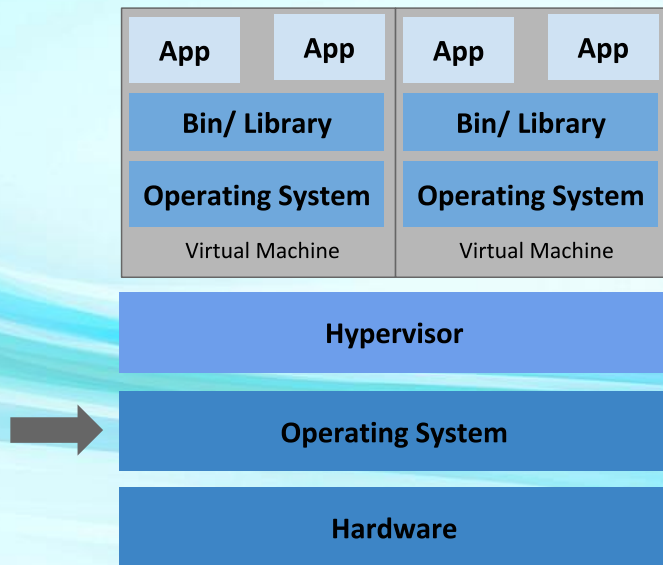 App
App
App
App
Bin/ Library
Bin/ Library
Operating System
Operating System
Virtual Machine
Virtual Machine
Hypervisor
Operating System
Hardware